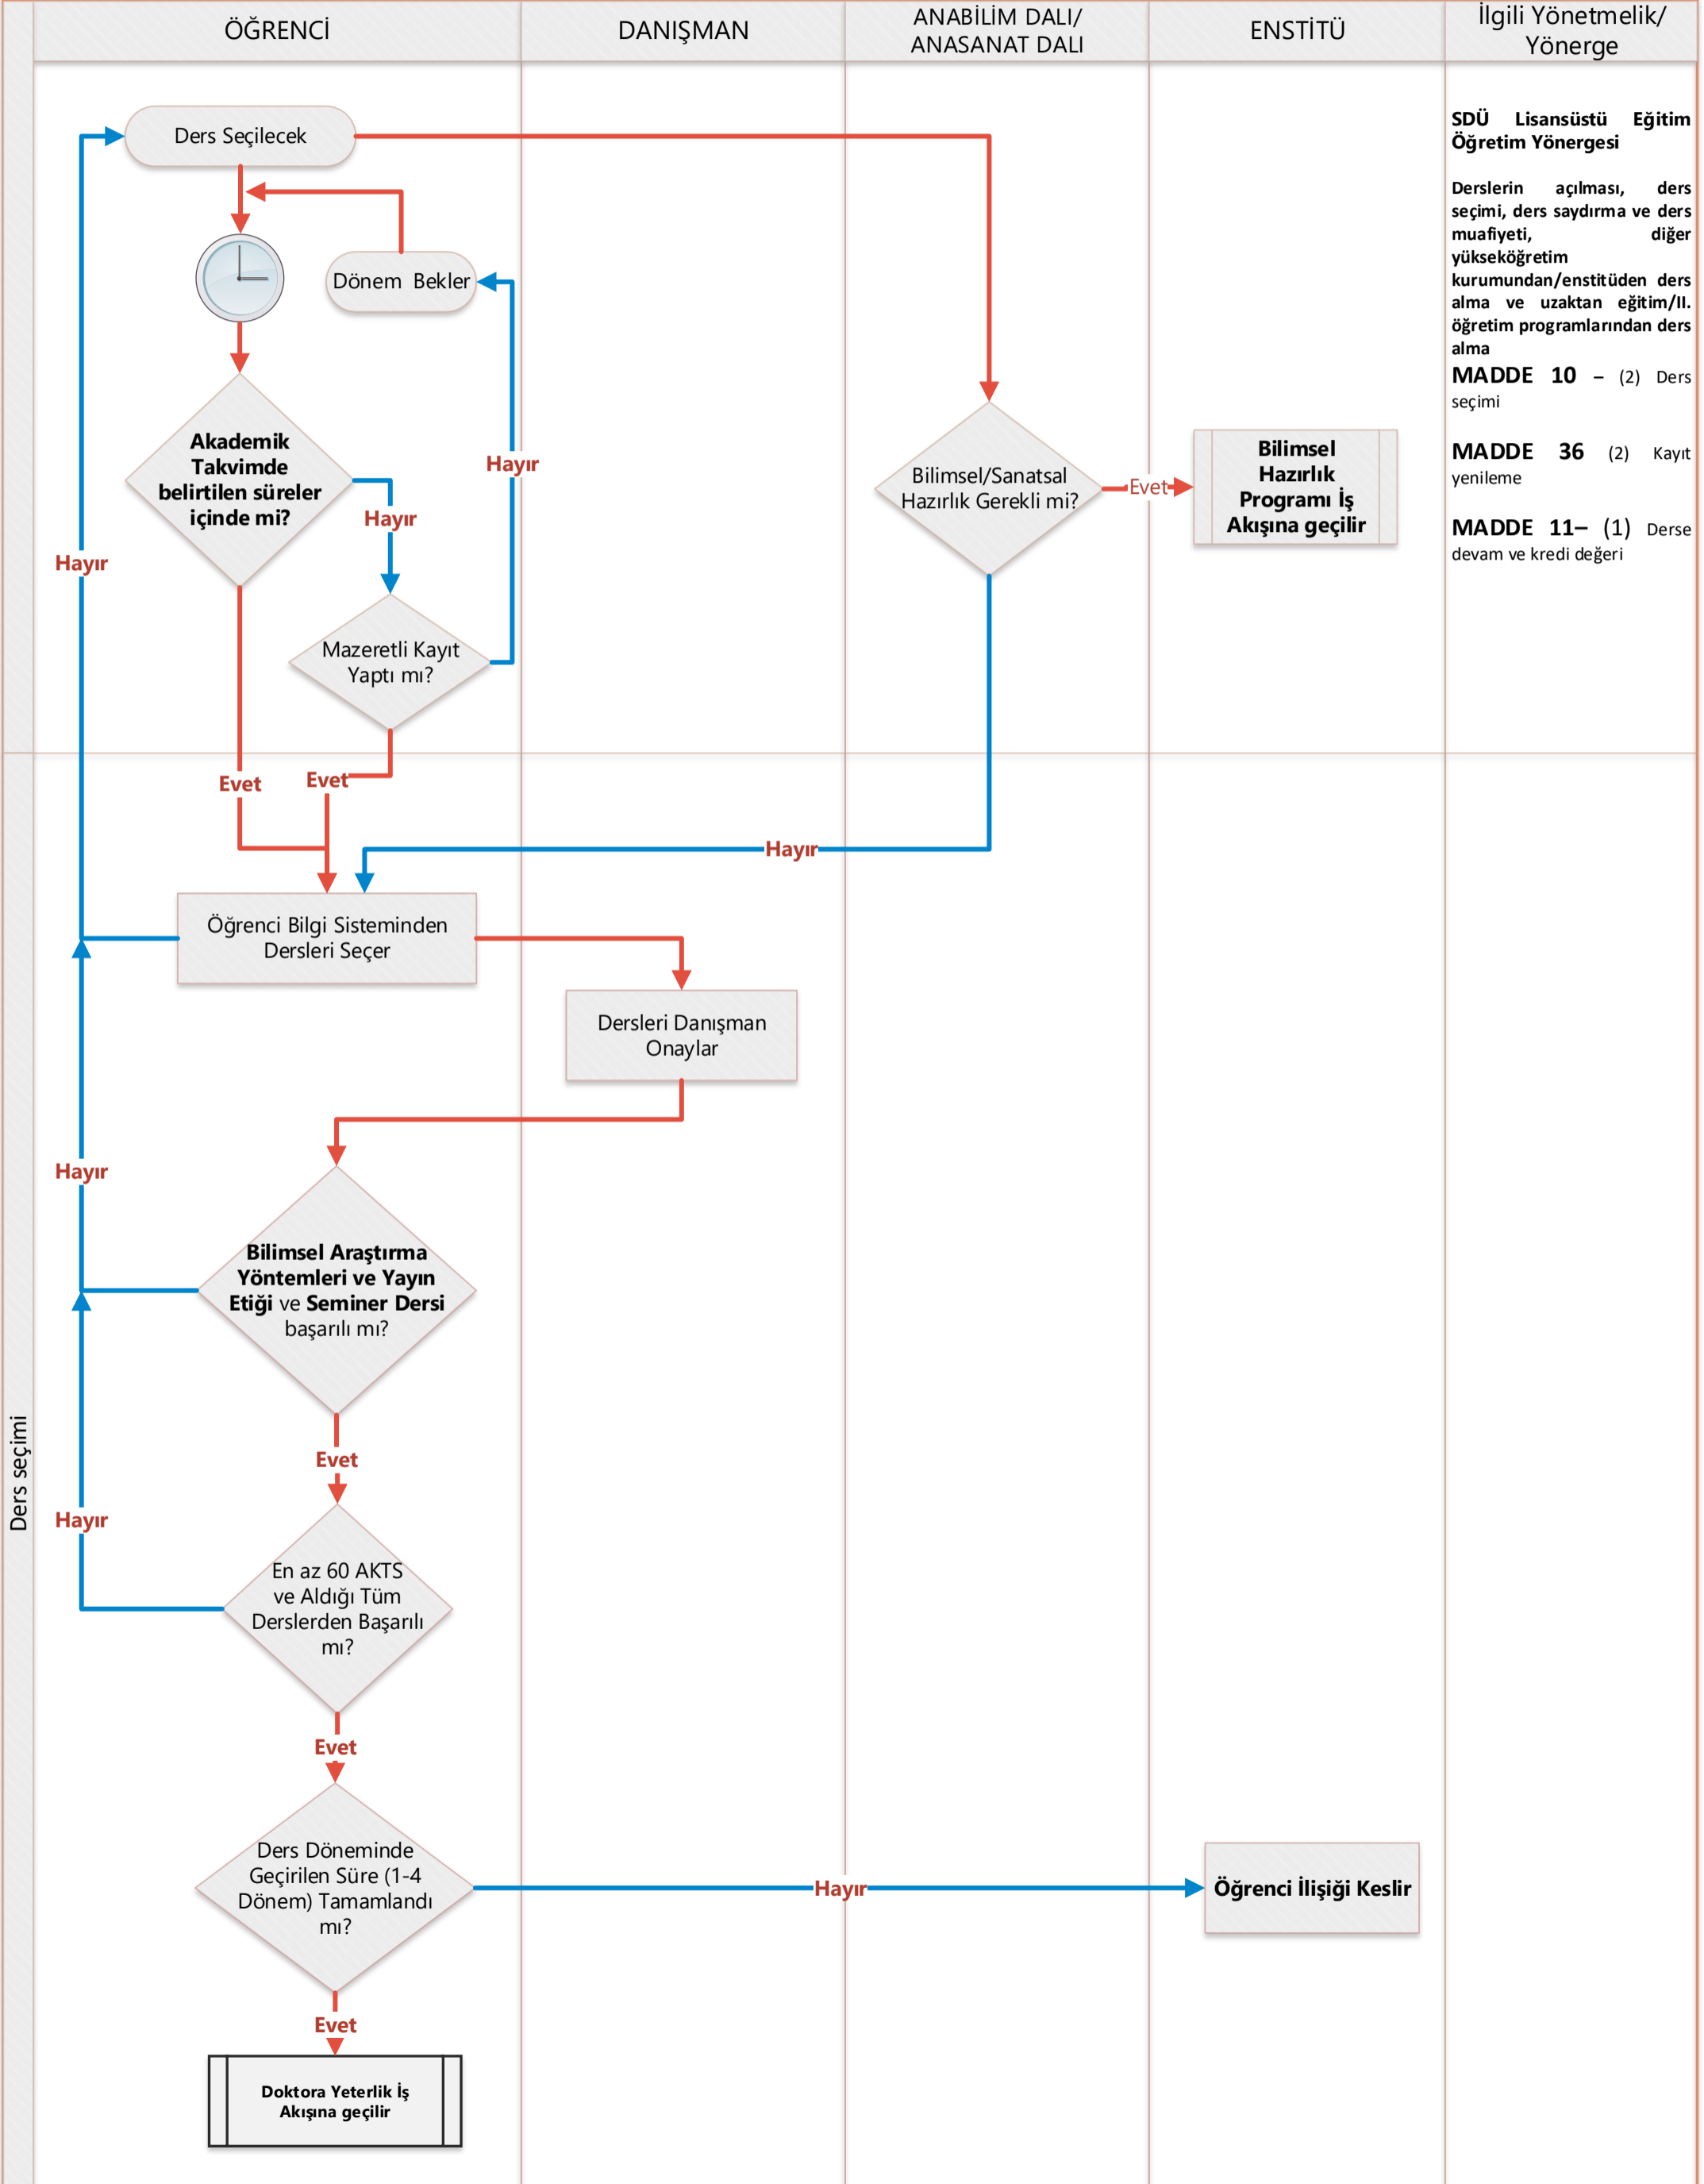 ÖĞRENCİ
DANIŞMAN
ANABİLİM DALI/
ANASANAT DALI
ENSTİTÜ
İlgili Yönetmelik/
Yönerge
Ders Seçilecek
Dönem  Bekler
Akademik
Takvimde
belirtilen süreler
içinde mi?
Hayır
Hayır
Hayır
Mazeretli Kayıt
Yaptı mı?
Bilimsel/Sanatsal
Hazırlık Gerekli mi?
Evet
Bilimsel
Hazırlık
Programı İş
Akışına geçilir
SDÜ Lisansüstü Eğitim
Öğretim Yönergesi
Derslerin açılması, ders
seçimi, ders saydırma ve ders
muafiyeti, diğer
yükseköğretim
kurumundan/enstitüden ders
alma ve uzaktan eğitim/II.
öğretim programlarından ders
alma
MADDE 10 – (2) Ders
seçimi
MADDE 36 (2) Kayıt
yenileme
MADDE 11– (1) Derse
devam ve kredi değeri
Evet
Evet
Hayır
Öğrenci Bilgi Sisteminden
Dersleri Seçer
Dersleri Danışman
Onaylar
Hayır
Bilimsel Araştırma
Yöntemleri ve Yayın
Etiği ve Seminer Dersi
başarılı mı?
Evet
Ders seçimi
Hayır
En az 60 AKTS
ve Aldığı Tüm
Derslerden Başarılı
mı?
Evet
Ders Döneminde
Geçirilen Süre (1-4
Dönem) Tamamlandı
mı?
Hayır
Öğrenci İlişiği Keslir
Evet
Doktora Yeterlik İş
Akışına geçilir